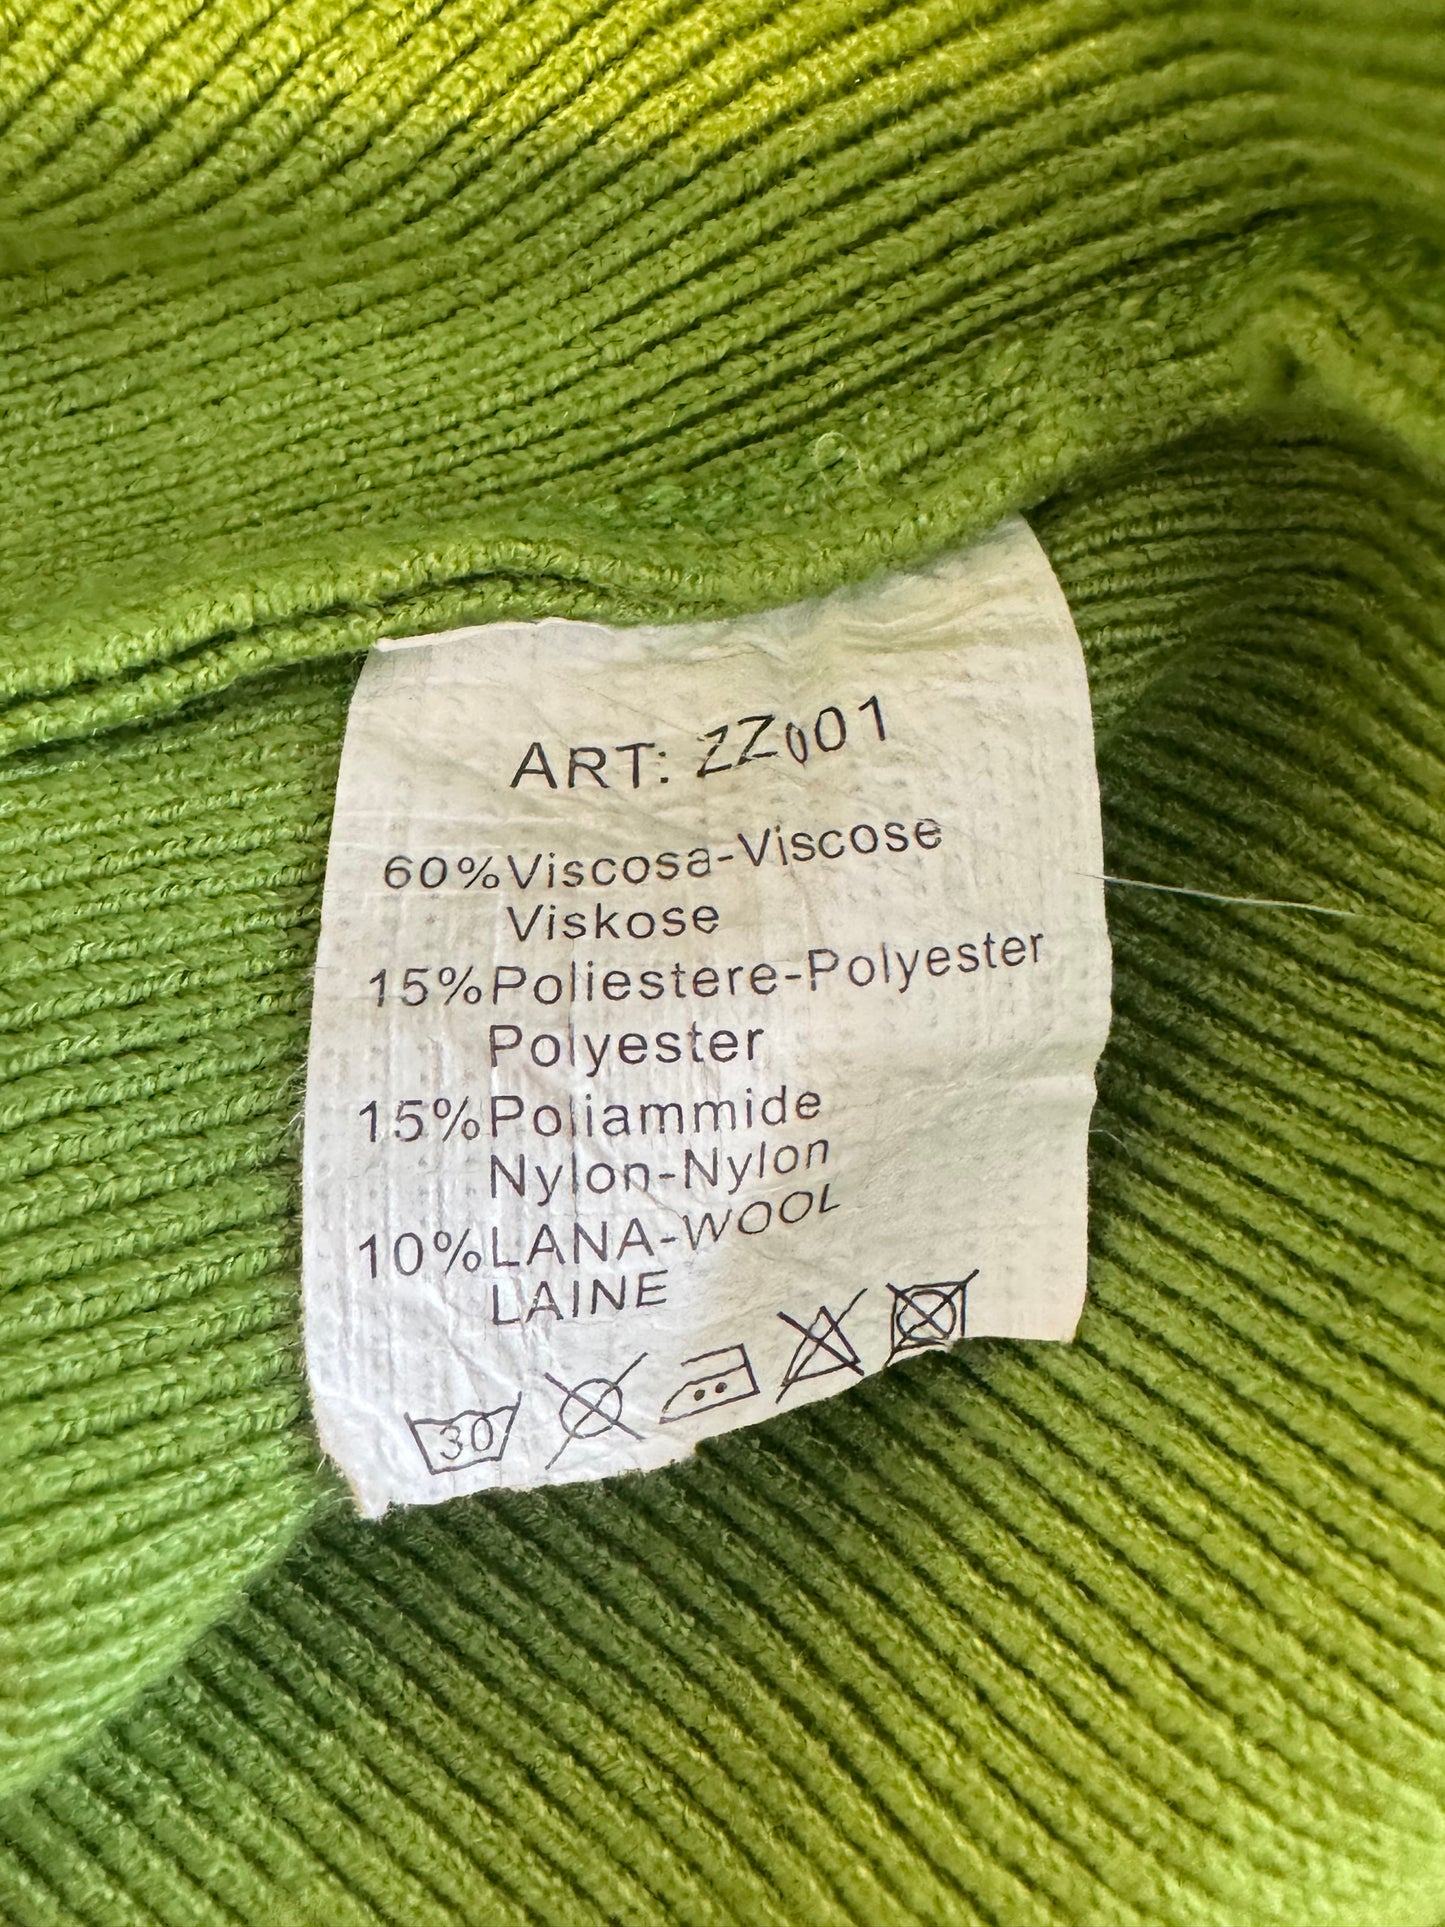 ART: ZZ001
60%Viscosa-Viscose
Viskose
15%Poliestere-Polyester
Polyester
15%Poliammide
Nylon-Nylon
10%LANA-WOOL
LAINE
30